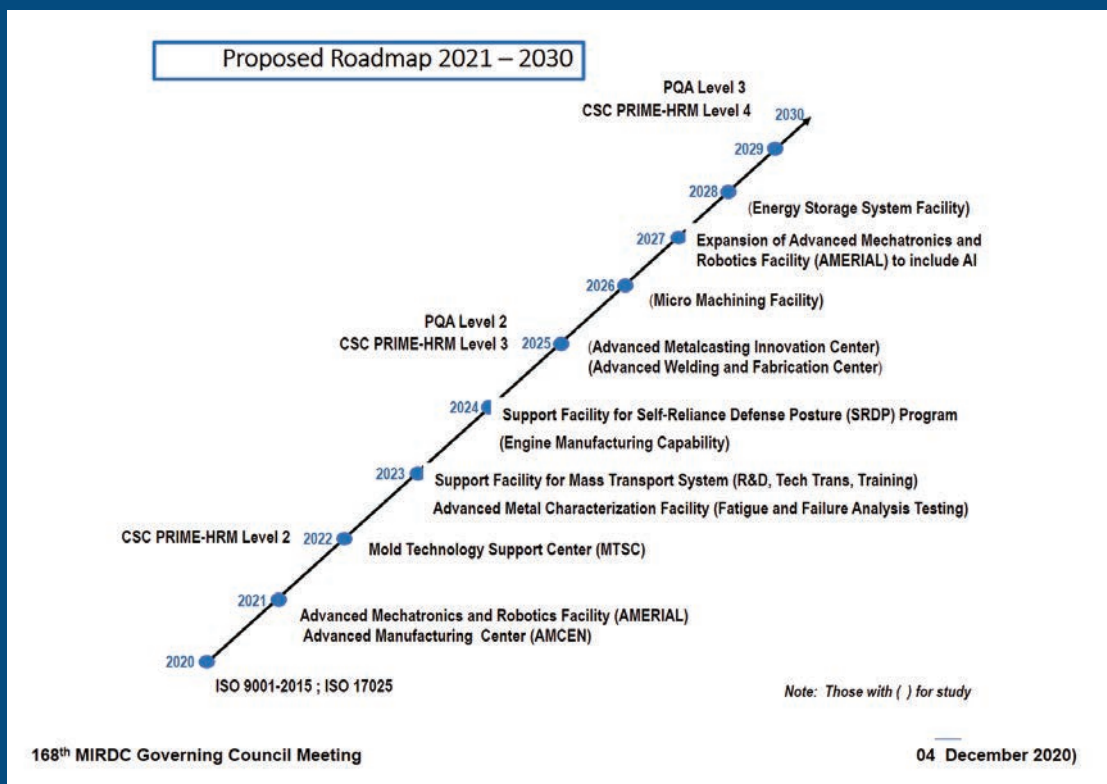 Proposed Roadmap 2021 – 2030
PQA Level 3
CSC PRIME-HRM Level 4
2030
2029
2028
(Energy Storage System Facility)
2027
Expansion of Advanced Mechatronics and
Robotics Facility (AMERIAL) to include AI
2026
(Micro Machining Facility)
PQA Level 2
CSC PRIME-HRM Level 3
2025
(Advanced Metalcasting Innovation Center)
(Advanced Welding and Fabrication Center)
2024
Support Facility for Self-Reliance Defense Posture (SRDP) Program
(Engine Manufacturing Capability)
2023
Support Facility for Mass Transport System (R&D, Tech Trans, Training)
Advanced Metal Characterization Facility (Fatigue and Failure Analysis Testing)
CSC PRIME-HRM Level 2
2022
Mold Technology Support Center (MTSC)
2021
Advanced Mechatronics and Robotics Facility (AMERIAL)
Advanced Manufacturing Center (AMCEN)
2020
ISO 9001-2015 ; ISO 17025
Note: Those with ( ) for study
168th MIRDC Governing Council Meeting
04 December 2020)